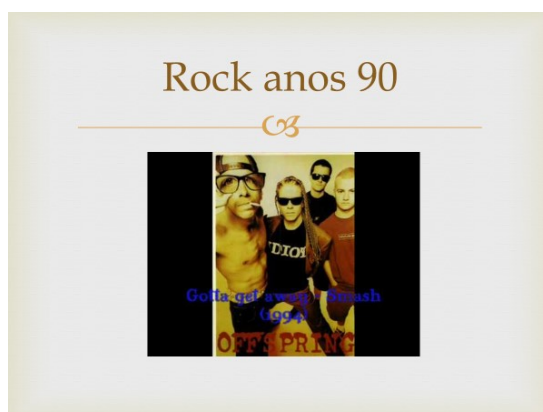 Rock anos 90
IDIOT
Gotta get away - Smash
(1994)
OFFSPRING